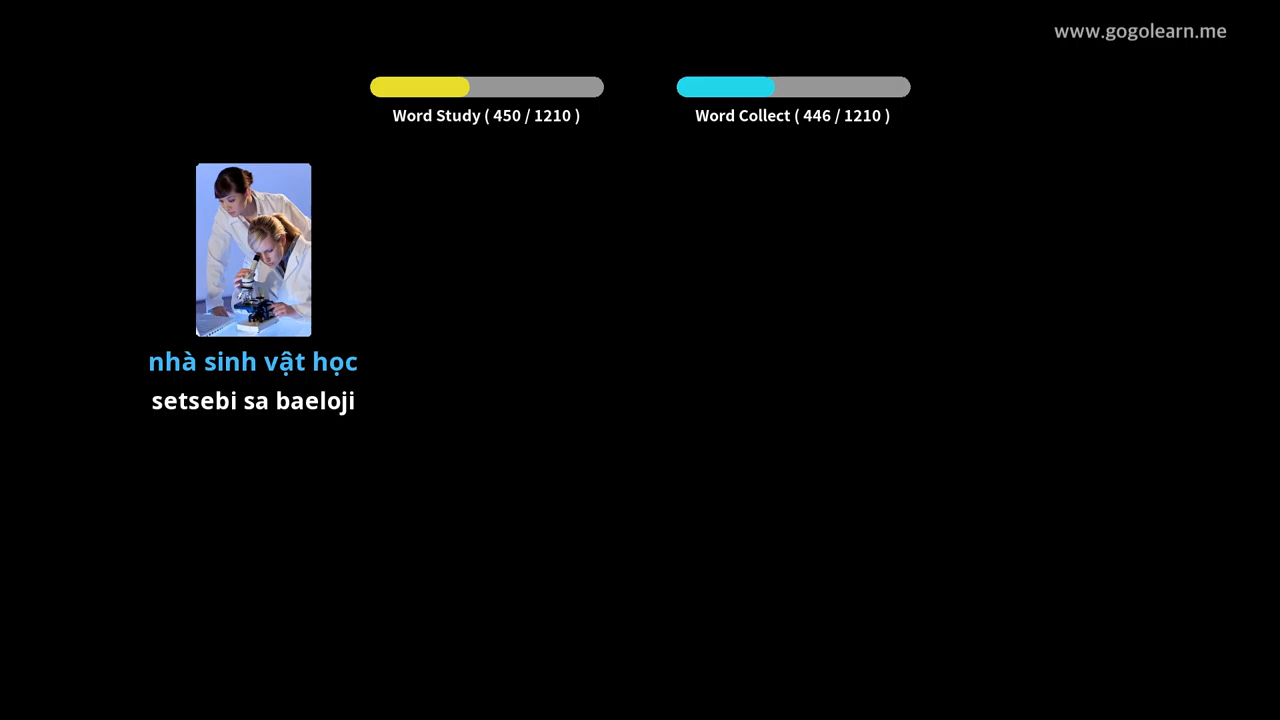 www.gogolearn.me
Word Study ( 450 / 1210 )
Word Collect ( 446 / 1210 )
nhà sinh vật học
setsebi sa baeloji